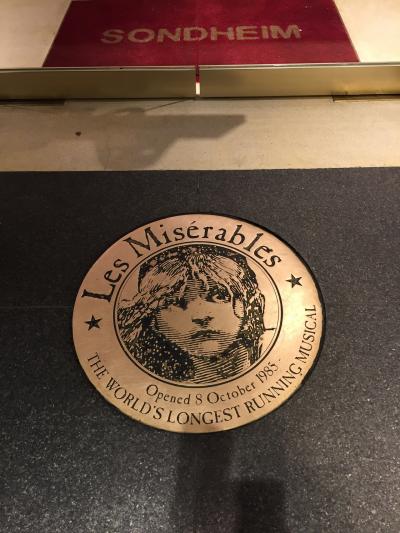 SONDHEIM
Les Misérables
Opened 8 October 1985
THE WORLD'S LONGEST RUNNING MUSICAL